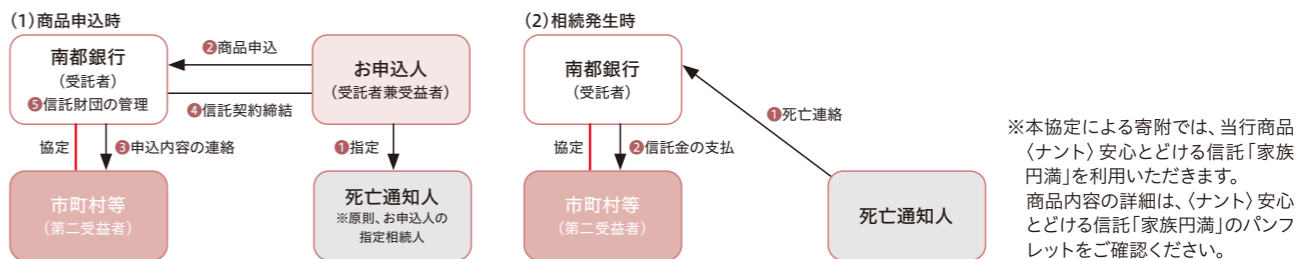 (1)商品申込時
南都銀行
(受託者)
❺信託財団の管理
❷商品申込
❹信託契約締結
お申込人
(受託者兼受益者)
協定
❸申込内容の連絡
❶指定
市町村等
(第二受益者)
死亡通知人
※原則、お申込人の
指定相続人
(2)相続発生時
南都銀行
(受託者)
❶死亡連絡
協定
❷信託金の支払
市町村等
(第二受益者)
死亡通知人
※本協定による寄附では、当行商品
〈ナント〉安心とどける信託「家族
円満」を利用いただきます。
商品内容の詳細は、〈ナント〉安心
とどける信託「家族円満」のパンフ
レットをご確認ください。